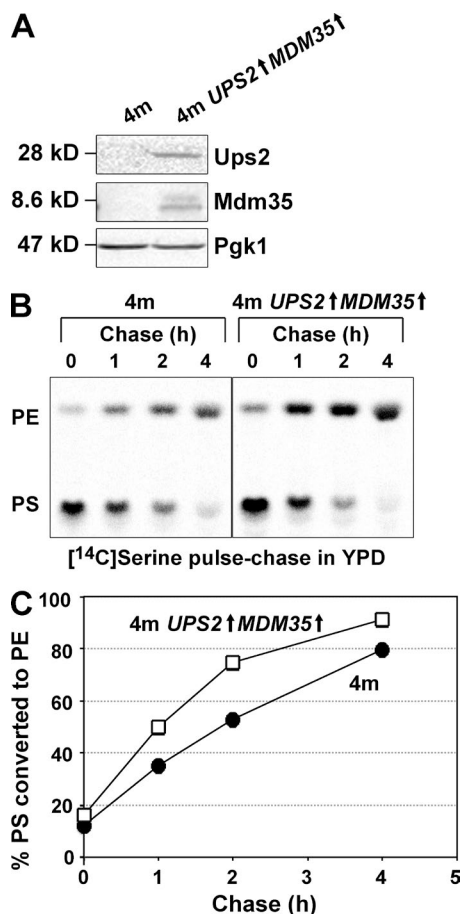 A
4m
4m UPS2↑MDM35↑
28 kD
Ups2
8.6 kD
Mdm35
47 kD
Pgk1
B
4m
4m UPS2↑MDM35↑
Chase (h)
Chase (h)
0 1 2 4
0 1 2 4
PE
PS
[14C]Serine pulse-chase in YPD
C
% PS converted to PE
100
80
60
40
20
0
4m UPS2↑MDM35↑
4m
0 1 2 3 4 5
Chase (h)